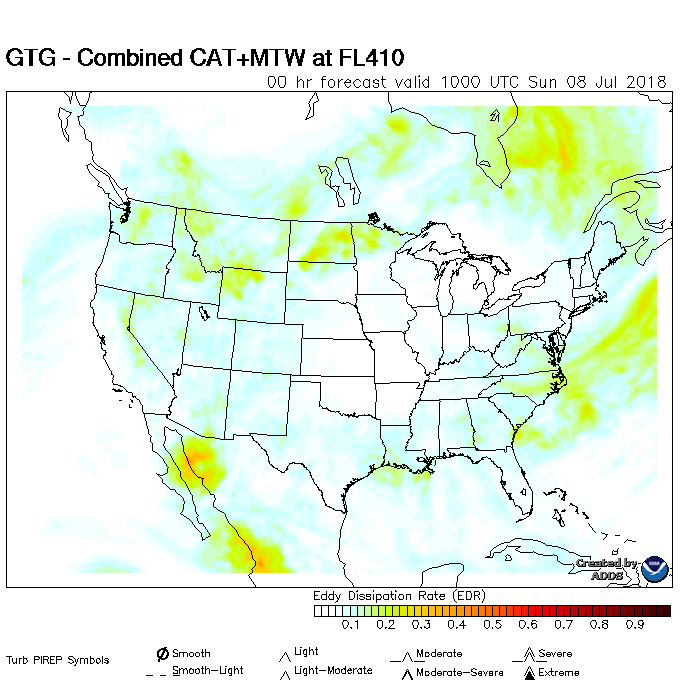 GTG - Combined CAT+MTW at FL410
00 hr forecast valid 1000 UTC Sun 08 Jul 2018
Created by
ADDS
Eddy Dissipation Rate (EDR)
0.1 0.2 0.3 0.4 0.5 0.6 0.7 0.8 0.9
Turb PIREP Symbols
Smooth Light Moderate Severe
Smooth-Light Light-Moderate Moderate-Severe Extreme